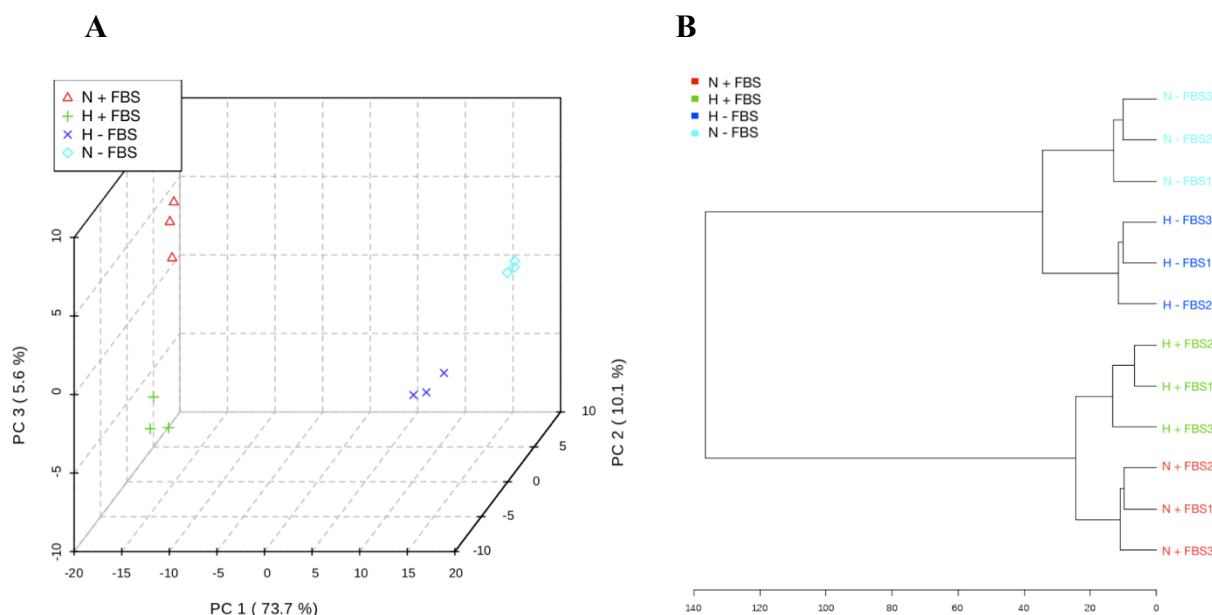 A
N + FBS
H + FBS
H - FBS
N - FBS
10
5
0
-5
-10
PC 3 ( 5.6 %)
-20
-15
-10
-5
0
5
10
15
20
PC 1 ( 73.7 %)
-10
-5
0
5
10
PC 2 ( 10.1 %)
B
N + FBS
H + FBS
H - FBS
N - FBS
N - FBS3
N - FBS2
N - FBS1
H - FBS3
H - FBS1
H - FBS2
H + FBS2
H + FBS1
H + FBS3
N + FBS2
N + FBS1
N + FBS3
140
120
100
80
60
40
20
0